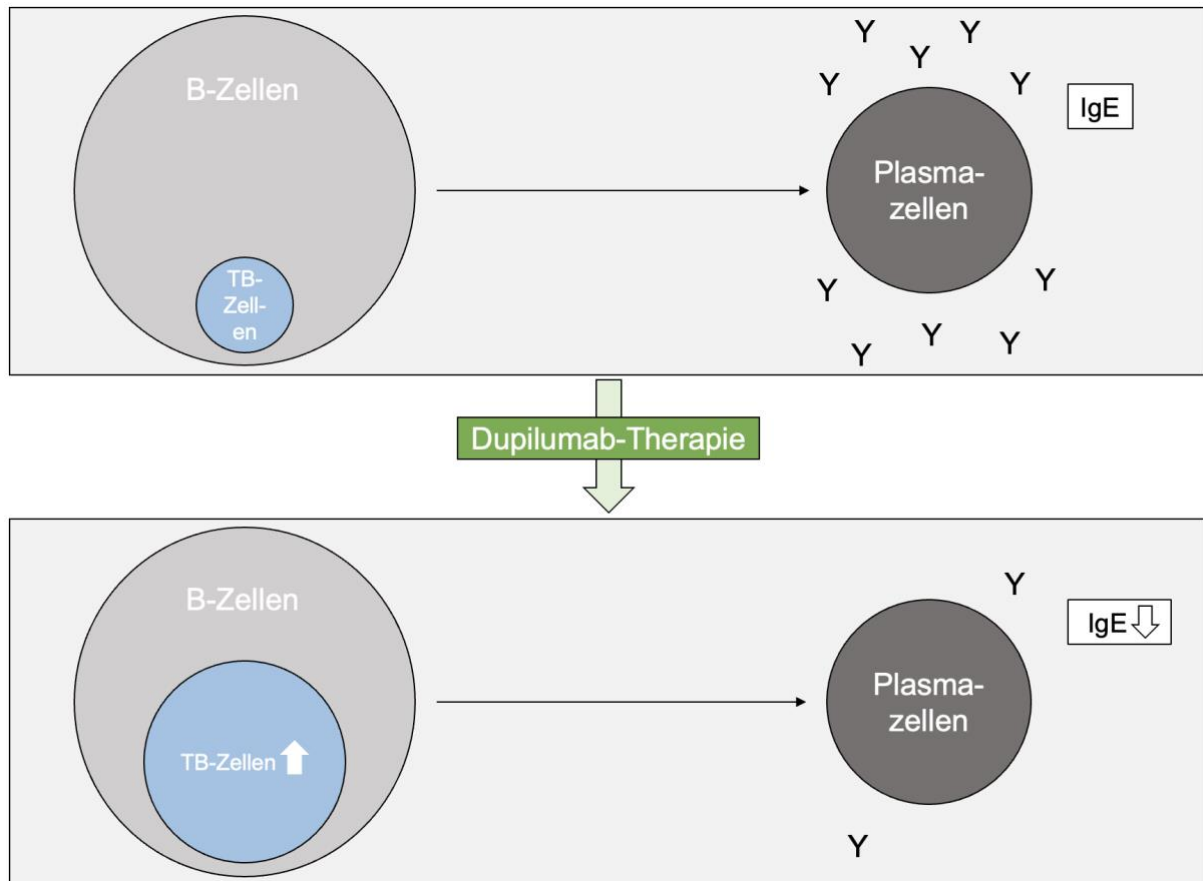 Y Y
Y
B-Zellen
Y Y
IgE
Plasma-
zellen
TB-
Zell-
en
Y Y
Y Y
Y
Dupilumab-Therapie
B-Zellen
Y
IgE
Plasma-
zellen
TB-Zellen
Y